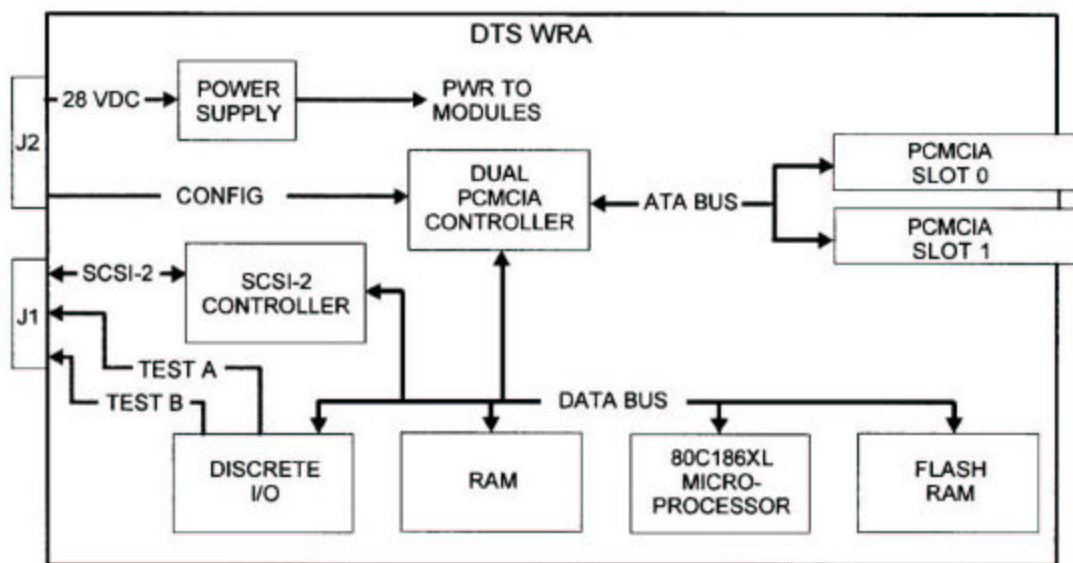 DTS WRA
J2
28 VDC
POWER
SUPPLY
PWR TO
MODULES
CONFIG
DUAL
PCMCIA
CONTROLLER
ATA BUS
PCMCIA
SLOT 0
PCMCIA
SLOT 1
J1
SCSI-2
SCSI-2
CONTROLLER
TEST A
TEST B
DATA BUS
DISCRETE
I/O
RAM
80C186XL
MICRO-
PROCESSOR
FLASH
RAM